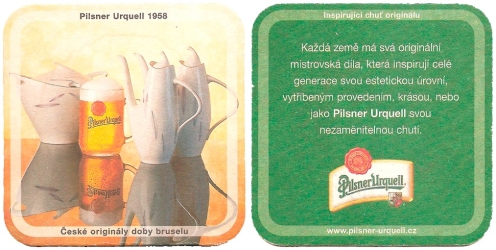 Pilsner Urquell 1958
Pilsner Urquell
České originály doby bruselu
Inspirující chuť originálu
Každá země má svá originální
mistrovská díla, která inspirují celé
generace svou estetickou úrovní,
vytříbeným provedením, krásou, nebo
jako Pilsner Urquell svou
nezaměnitelnou chutí.
Pilsner Urquell
www.pilsner-urquell.cz